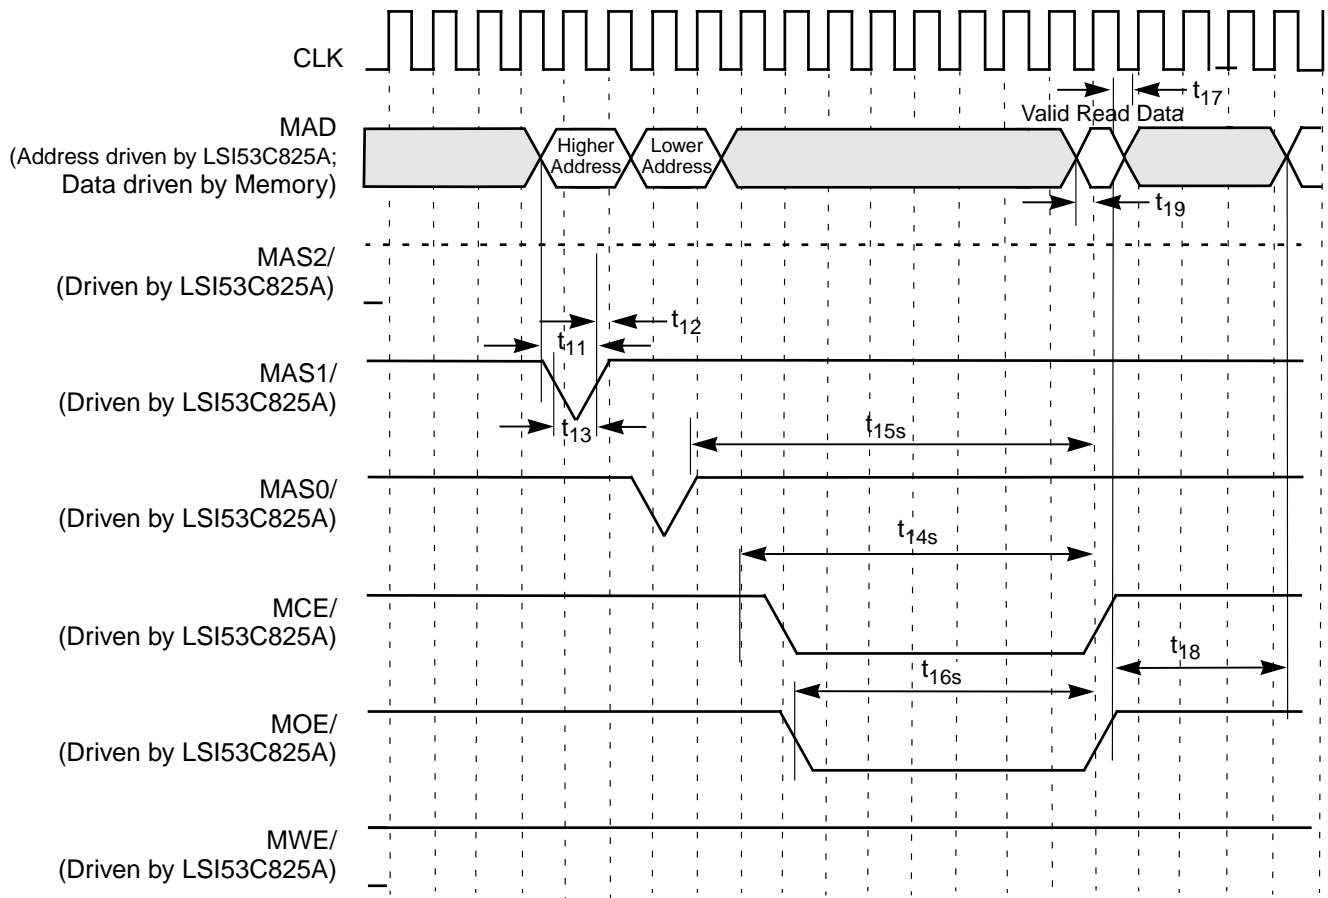 CLK
t17
Valid Read Data
MAD
(Address driven by LSI53C825A;
Data driven by Memory)
Higher
Address
Lower
Address
t19
MAS2/
(Driven by LSI53C825A)
t12
t11
MAS1/
(Driven by LSI53C825A)
t13
t15s
MAS0/
(Driven by LSI53C825A)
t14s
MCE/
(Driven by LSI53C825A)
t18
t16s
MOE/
(Driven by LSI53C825A)
MWE/
(Driven by LSI53C825A)